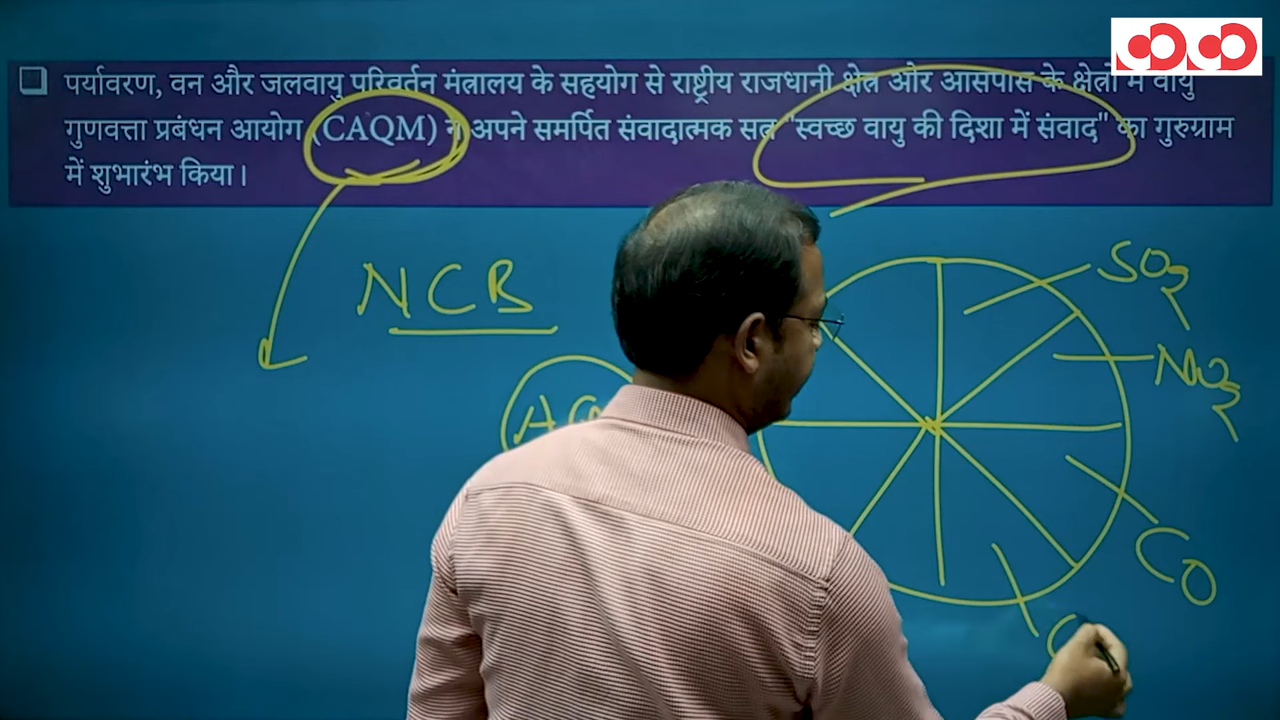 पर्यावरण, वन और जलवायु परिवर्तन मंत्रालय के सहयोग से राष्ट्रीय राजधानी क्षेत्र और आसपास के क्षेत्रों में वायु
गुणवत्ता प्रबंधन आयोग (CAQM) ने अपने समर्पित संवादात्मक सत्र "स्वच्छ वायु की दिशा में संवाद" का गुरुग्राम
में शुभारंभ किया।
NCB
SO2
NO2
CO